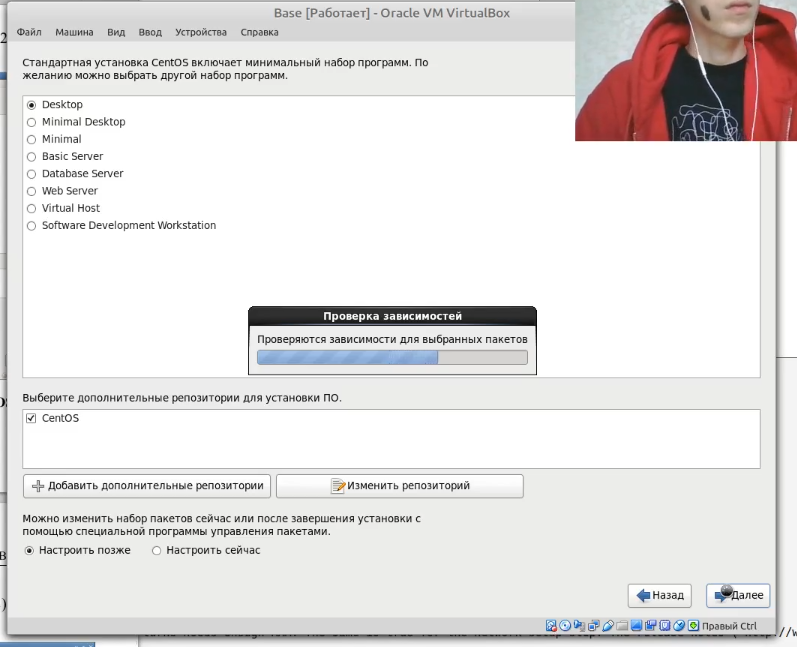 Base [Работает] - Oracle VM VirtualBox
Файл Машина Вид Ввод Устройства Справка
Стандартная установка CentOS включает минимальный набор программ. По
желанию можно выбрать другой набор программ.
Desktop
Minimal Desktop
Minimal
Basic Server
Database Server
Web Server
Virtual Host
Software Development Workstation
Проверка зависимостей
Проверяются зависимости для выбранных пакетов
Выберите дополнительные репозитории для установки ПО.
CentOS
Добавить дополнительные репозитории Изменить репозиторий
Можно изменить набор пакетов сейчас или после завершения установки с
помощью специальной программы управления пакетами.
Настроить позже Настроить сейчас
Назад Далее
Правый Ctrl